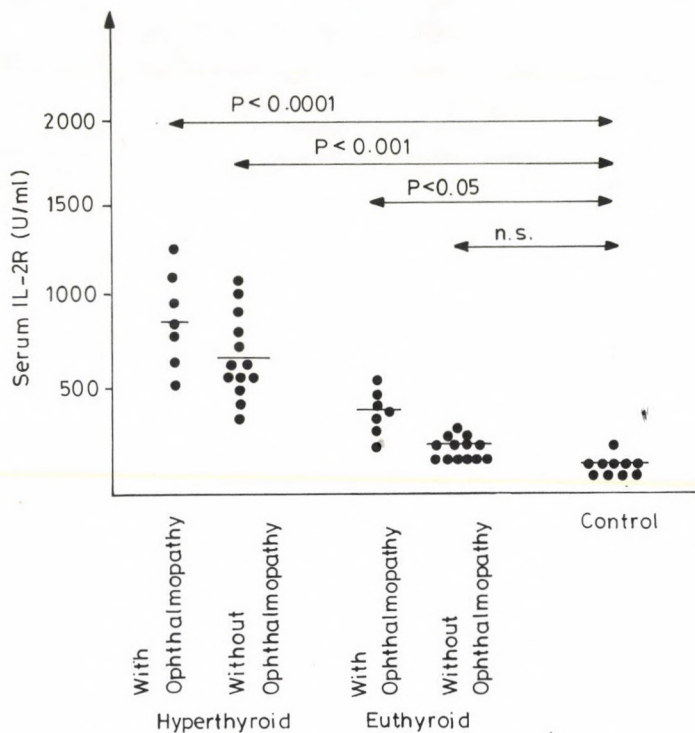 P < 0.0001
2000
P < 0.001
P<0.05
1500
n.s.
1000
500
Serum IL-2R (U/ml)
Control
With
Ophthalmopathy
Without
Ophthalmopathy
With
Ophthalmopathy
Without
Ophthalmopathy
Hyperthyroid
Euthyroid